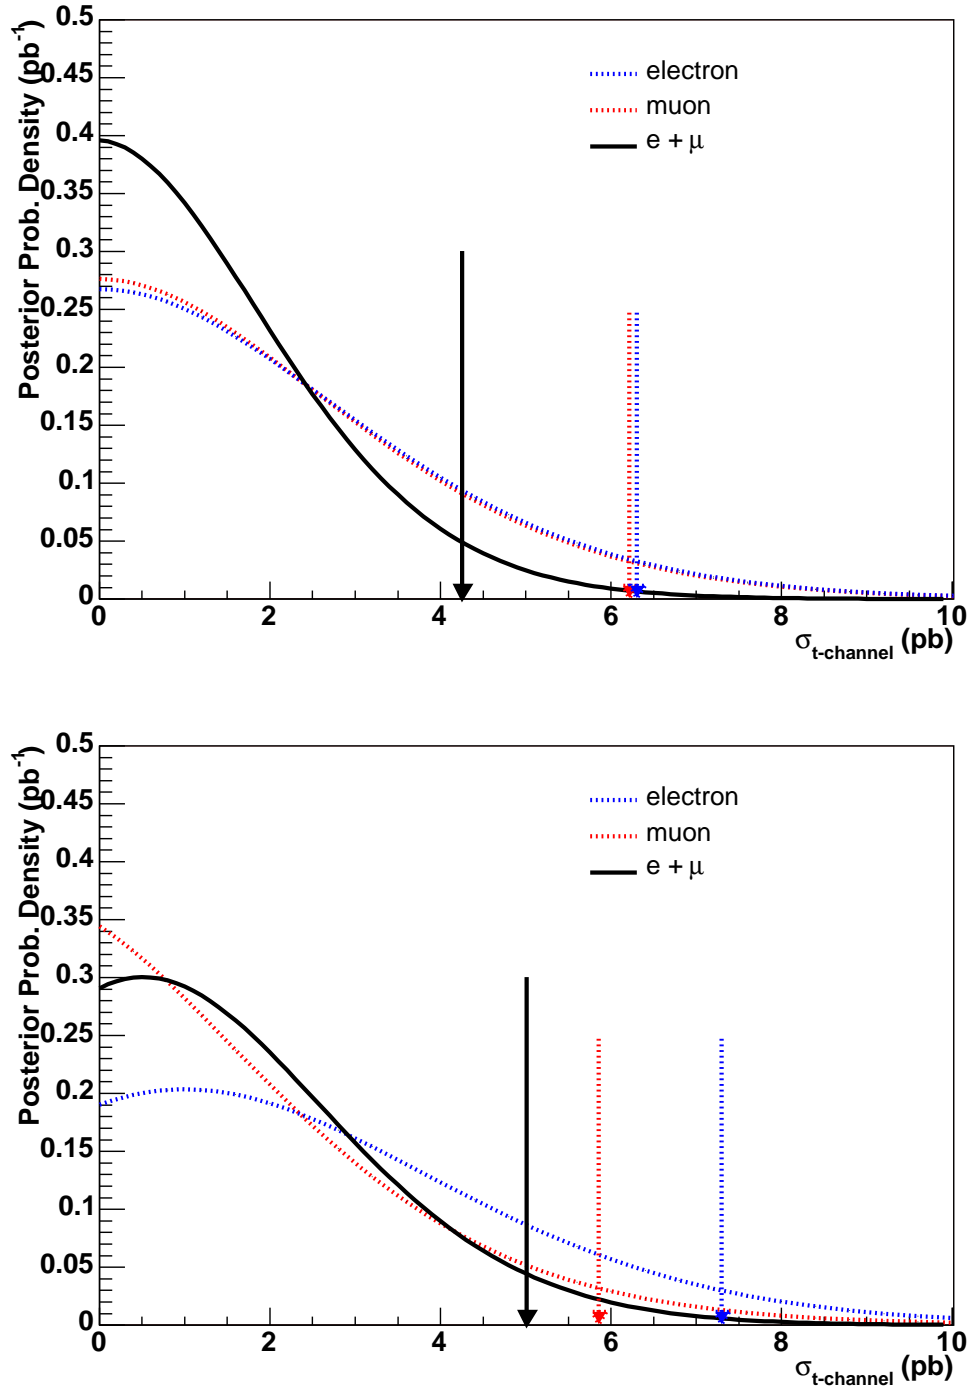 Posterior Prob. Density (pb⁻¹)
0.5
0.45
0.4
0.35
0.3
0.25
0.2
0.15
0.1
0.05
0
electron
muon
e + μ
0 2 4 6 8 10
σt-channel (pb)
Posterior Prob. Density (pb⁻¹)
0.5
0.45
0.4
0.35
0.3
0.25
0.2
0.15
0.1
0.05
0
electron
muon
e + μ
0 2 4 6 8 10
σt-channel (pb)